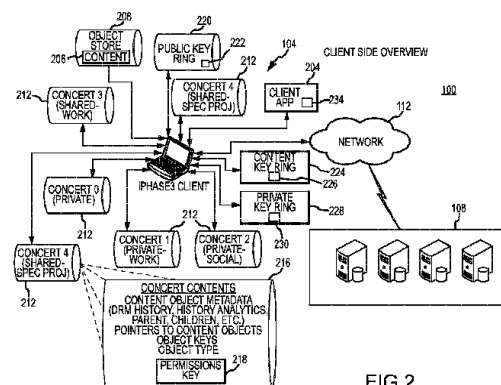 208
OBJECT
STORE
CONTENT
206
220
PUBLIC KEY
RING
222
104
CLIENT SIDE OVERVIEW
212
CONCERT 3
(SHARED-
WORK)
212
CONCERT 4
(SHARED-
SPEC PROJ)
204
CLIENT
APP
234
100
112
NETWORK
iPHASE3 CLIENT
CONTENT
KEY RING
224
226
PRIVATE
KEY RING
228
230
CONCERT 0
(PRIVATE)
212
108
212
CONCERT 1
(PRIVATE-
WORK)
CONCERT 2
(PRIVATE-
SOCIAL)
CONCERT 4
(SHARED-
SPEC PROJ)
212
216
CONCERT CONTENTS
CONTENT OBJECT METADATA
(DRM HISTORY, HISTORY ANALYTICS,
PARENT, CHILDREN, ETC.)
POINTERS TO CONTENT OBJECTS
OBJECT KEYS
OBJECT TYPE
PERMISSIONS
KEY
218
FIG.2